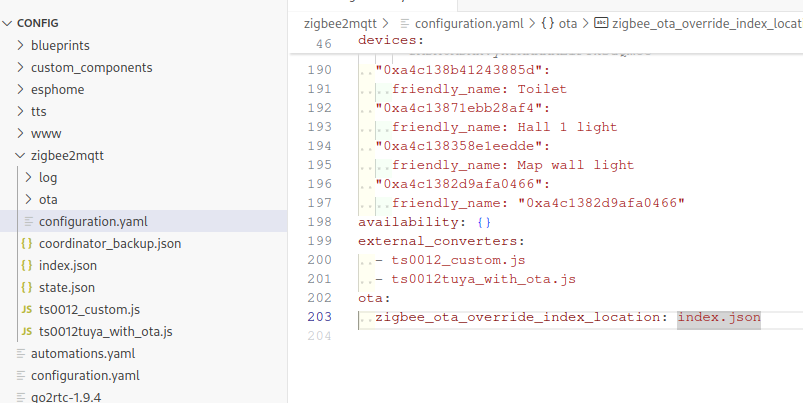 CONFIG
blueprints
custom_components
esphome
tts
www
zigbee2mqtt
log
ota
configuration.yaml
coordinator_backup.json
index.json
state.json
JS ts0012_custom.js
JS ts0012tuya_with_ota.js
automations.yaml
configuration.yaml
go2rtc-1.9.4
zigbee2mqtt > configuration.yaml > {} ota > abc zigbee_ota_override_index_locat
46 devices:
190 "0xa4c138b41243885d":
191 friendly_name: Toilet
192 "0xa4c13871ebb28af4":
193 friendly_name: Hall 1 light
194 "0xa4c138358e1eedde":
195 friendly_name: Map wall light
196 "0xa4c1382d9afa0466":
197 friendly_name: "0xa4c1382d9afa0466"
198 availability: {}
199 external_converters:
200 - ts0012_custom.js
201 - ts0012tuya_with_ota.js
202 ota:
203 zigbee_ota_override_index_location: index.json
204